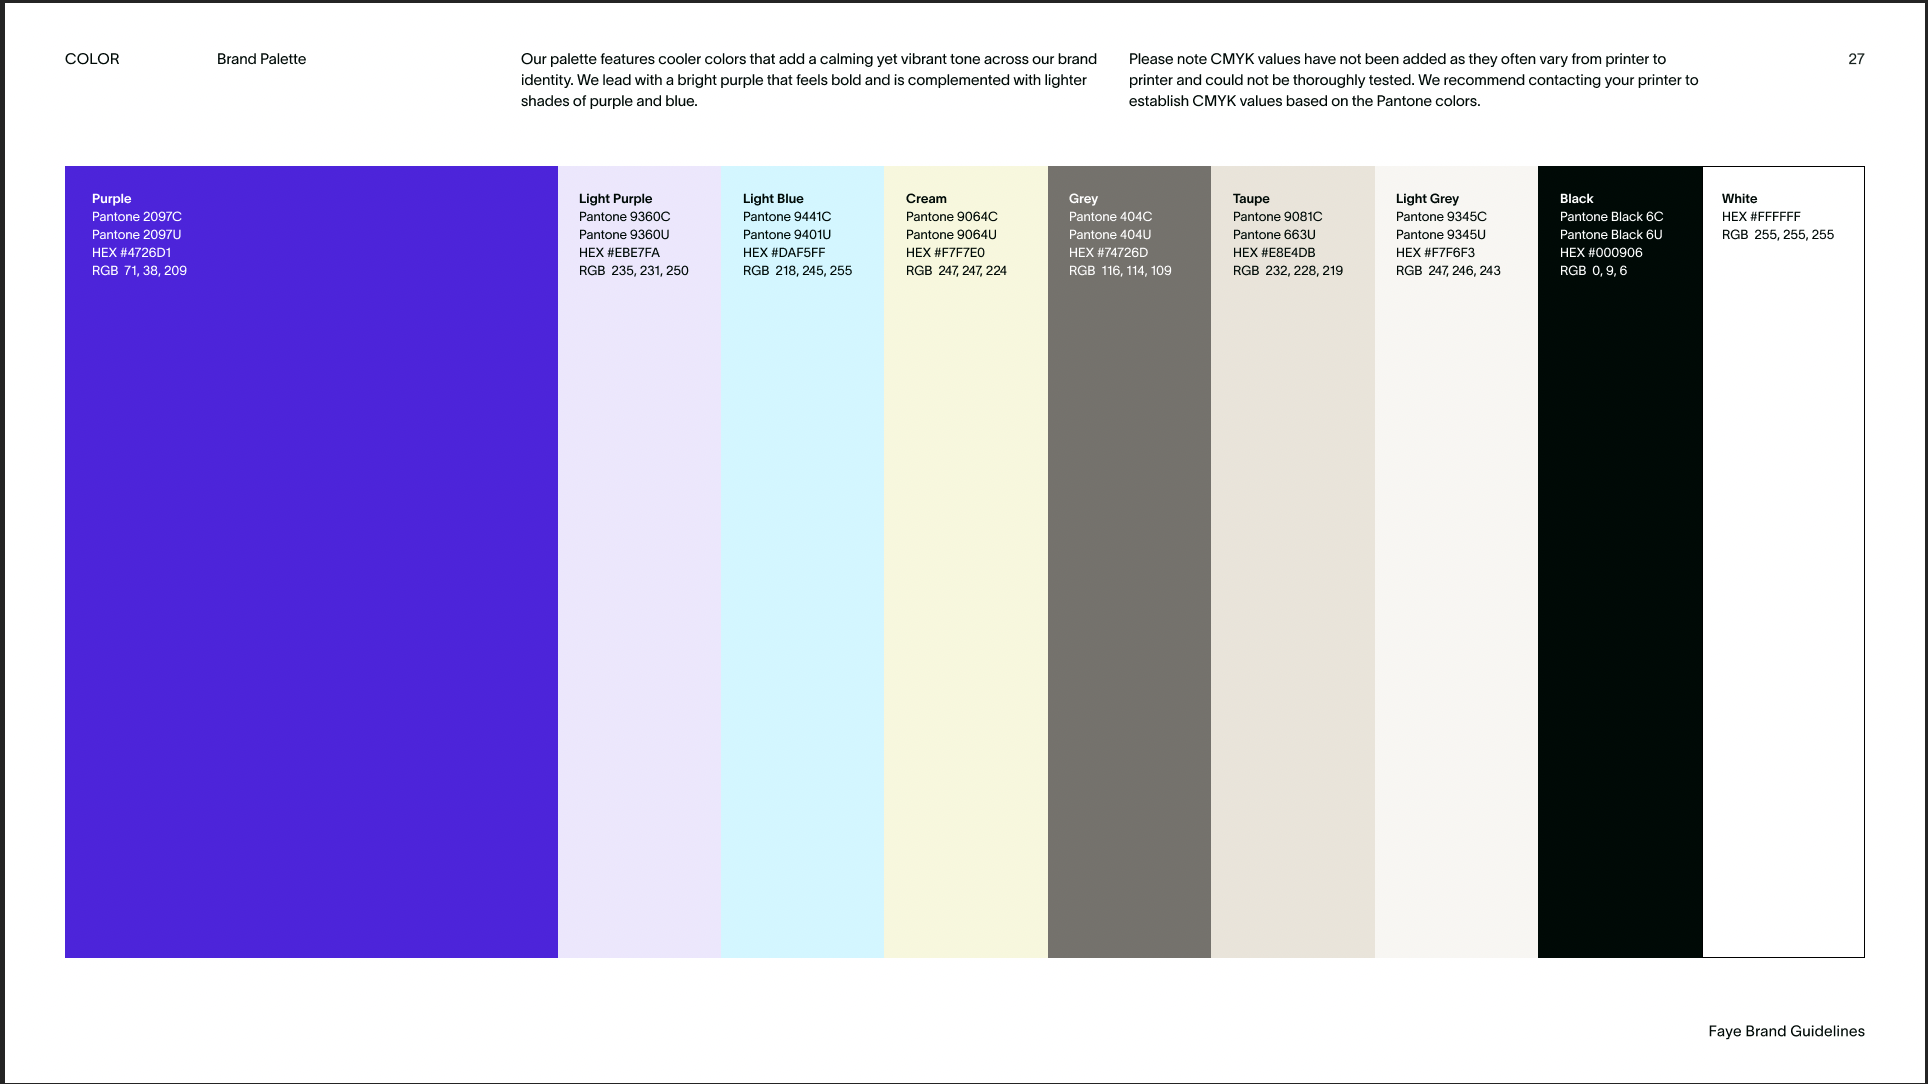 COLOR
Brand Palette
Our palette features cooler colors that add a calming yet vibrant tone across our brand
identity. We lead with a bright purple that feels bold and is complemented with lighter
shades of purple and blue.
Please note CMYK values have not been added as they often vary from printer to
printer and could not be thoroughly tested. We recommend contacting your printer to
establish CMYK values based on the Pantone colors.
27
Purple
Pantone 2097C
Pantone 2097U
HEX #4726D1
RGB 71, 38, 209
Light Purple
Pantone 9360C
Pantone 9360U
HEX #EBE7FA
RGB 235, 231, 250
Light Blue
Pantone 9441C
Pantone 9401U
HEX #DAF5FF
RGB 218, 245, 255
Cream
Pantone 9064C
Pantone 9064U
HEX #F7F7E0
RGB 247, 247, 224
Grey
Pantone 404C
Pantone 404U
HEX #74726D
RGB 116, 114, 109
Taupe
Pantone 9081C
Pantone 663U
HEX #E8E4DB
RGB 232, 228, 219
Light Grey
Pantone 9345C
Pantone 9345U
HEX #F7F6F3
RGB 247, 246, 243
Black
Pantone Black 6C
Pantone Black 6U
HEX #000906
RGB 0, 9, 6
White
HEX #FFFFFF
RGB 255, 255, 255
Faye Brand Guidelines